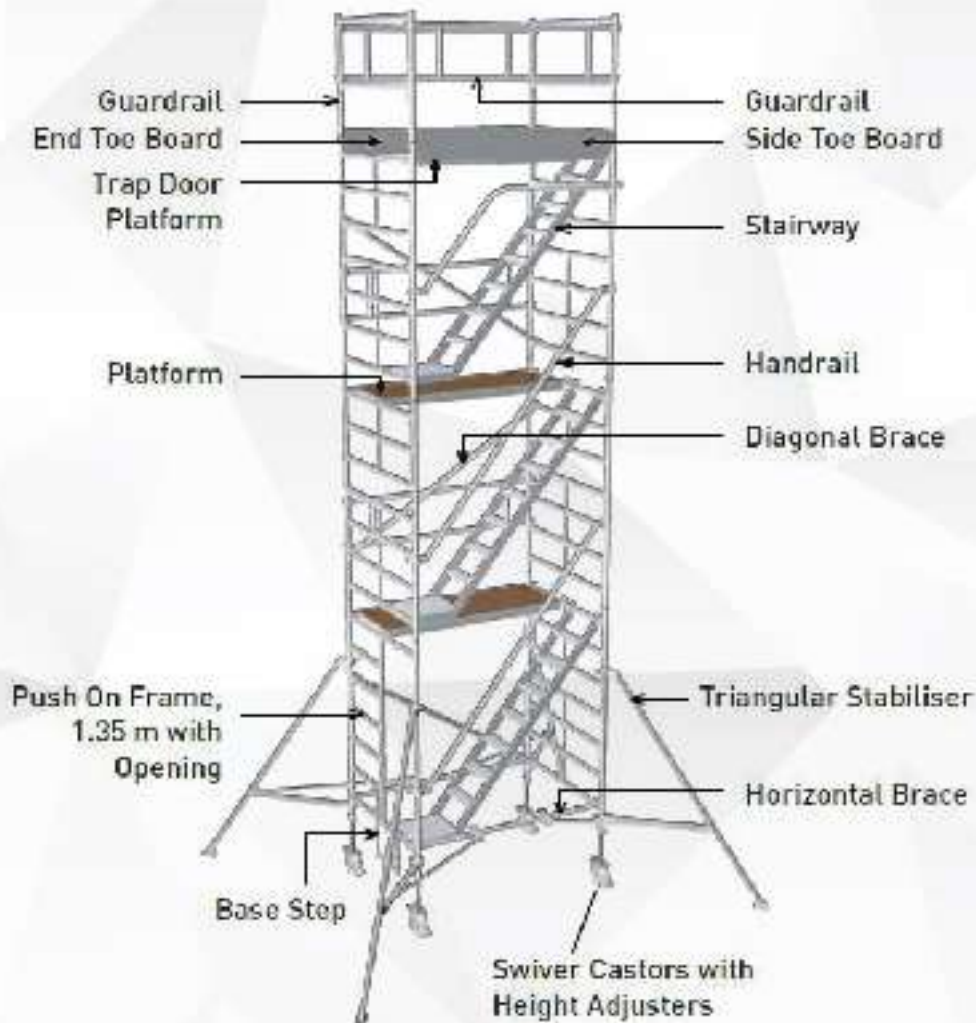 Guardrail
End Toe Board
Trap Door
Platform
Guardrail
Side Toe Board
Stairway
Platform
Handrail
Diagonal Brace
Push On Frame,
1.35 m with
Opening
Triangular Stabiliser
Horizontal Brace
Base Step
Swiver Castors with
Height Adjusters